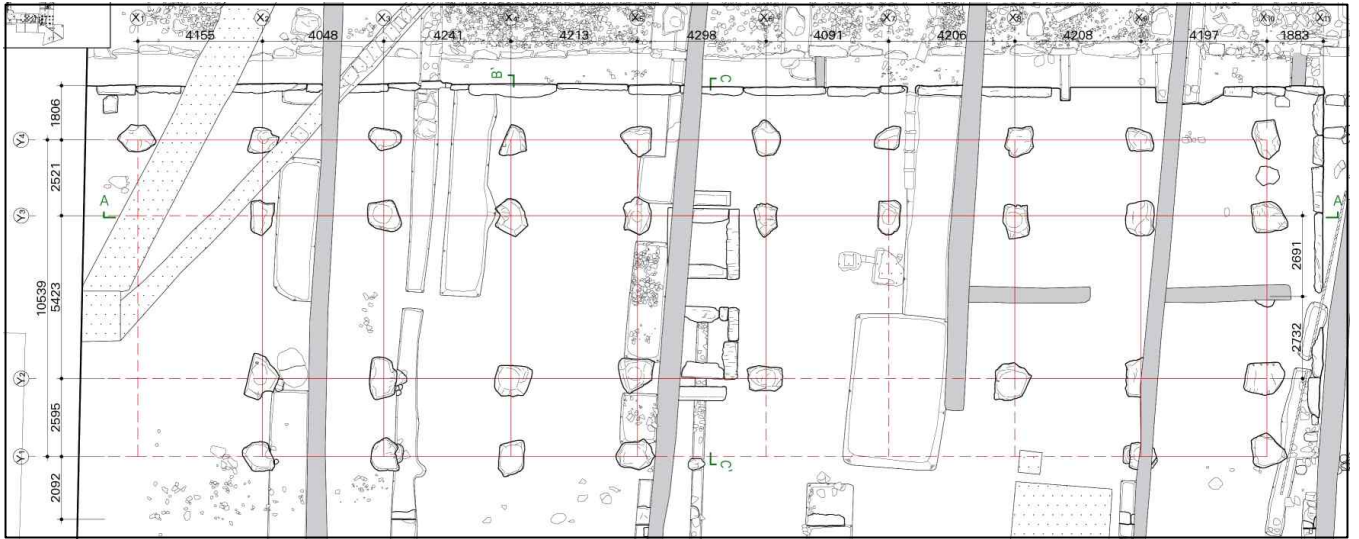 X₁ X₂ X₃ X₄ X₅ X₆ X₇ X₈ X₉ X₁₀ X₁₁
4155 4048 4241 4213 4298 4091 4206 4208 4197 1883
B' C
1806
Y₄
2521
A A'
Y₃
2691
10539 5423
2732
Y₂
2595
Y₁ C'
2092